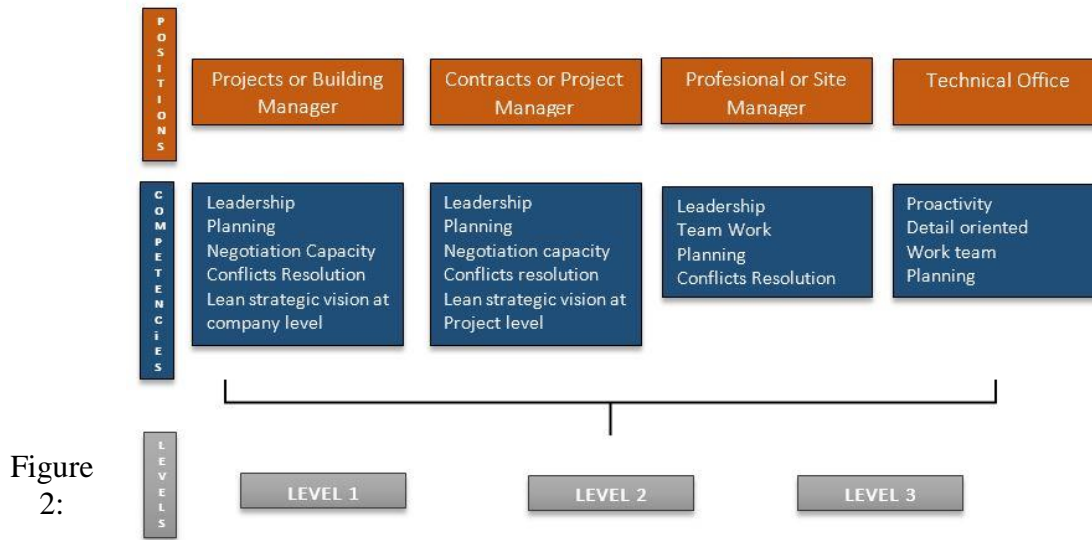 POSITIONS
Projects or Building
Manager
Contracts or Project
Manager
Profesional or Site
Manager
Technical Office
COMPETENCiES
Leadership
Planning
Negotiation Capacity
Conflicts Resolution
Lean strategic vision at
company level
Leadership
Planning
Negotiation capacity
Conflicts resolution
Lean strategic vision at
Project level
Leadership
Team Work
Planning
Conflicts Resolution
Proactivity
Detail oriented
Work team
Planning
LEVELS
LEVEL 1
LEVEL 2
LEVEL 3
Figure
2: